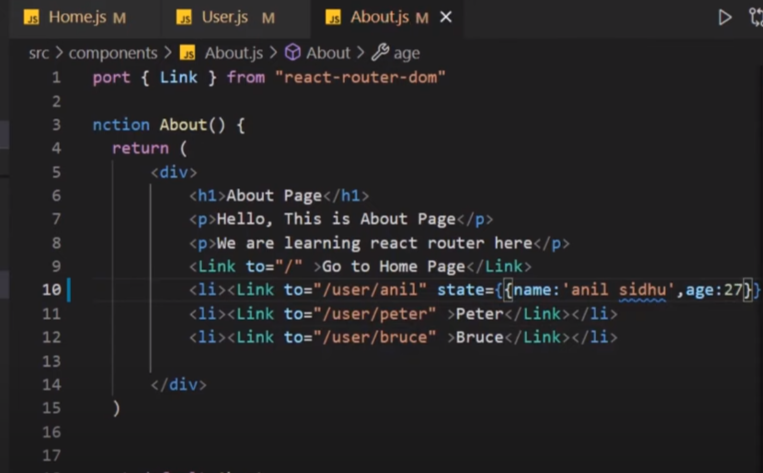 JS Home.js M JS User.js M JS About.js M ×
src > components > JS About.js > About > age
1 port { Link } from "react-router-dom"
2
3 nction About() {
4 return (
5 <div>
6 <h1>About Page</h1>
7 <p>Hello, This is About Page</p>
8 <p>We are learning react router here</p>
9 <Link to="/" >Go to Home Page</Link>
10 <li><Link to="/user/anil" state={{name:'anil sidhu',age:27}}
11 <li><Link to="/user/peter" >Peter</Link></li>
12 <li><Link to="/user/bruce" >Bruce</Link></li>
13
14 </div>
15 )
16
17